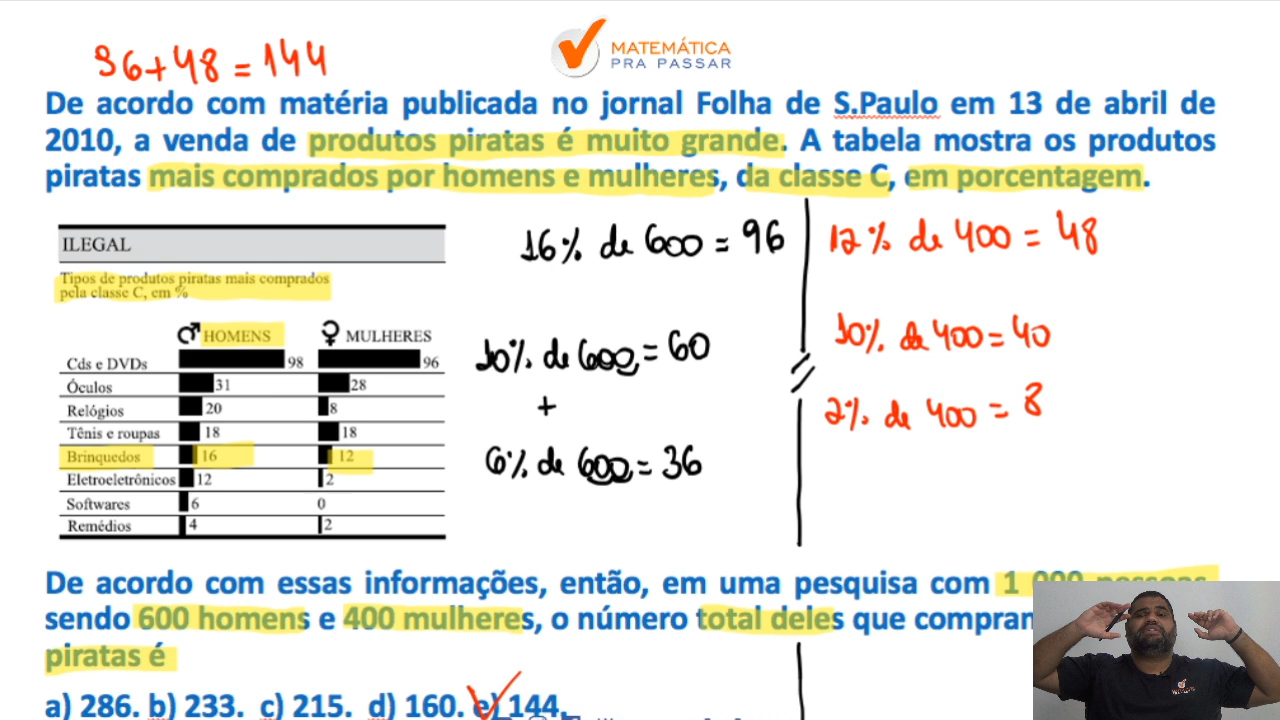 96+48=144
MATEMÁTICA
PRA PASSAR
De acordo com matéria publicada no jornal Folha de S.Paulo em 13 de abril de
2010, a venda de produtos piratas é muito grande. A tabela mostra os produtos
piratas mais comprados por homens e mulheres, da classe C, em porcentagem.
ILEGAL
Tipos de produtos piratas mais comprados
pela classe C, em %
HOMENS MULHERES
Cds e DVDs 98 96
Óculos 31 28
Relógios 20 8
Tênis e roupas 18 18
Brinquedos 16 12
Eletroeletrônicos 12 2
Softwares 6 0
Remédios 4 2
16% de 600 = 96
10% de 600 = 60
+
6% de 600 = 36
12% de 400 = 48
10% de 400 = 40
2% de 400 = 8
De acordo com essas informações, então, em uma pesquisa com 1 000 pessoas,
sendo 600 homens e 400 mulheres, o número total deles que compram
piratas é
a) 286. b) 233. c) 215. d) 160. e) 144.